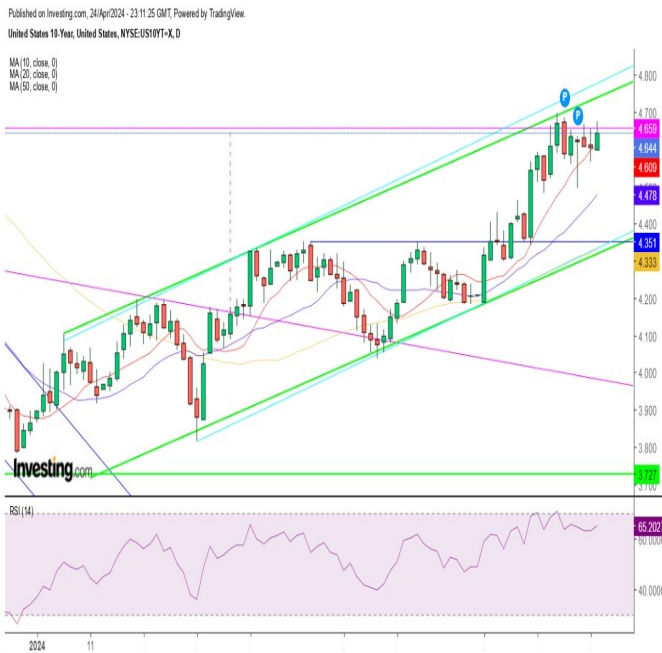 Published on Investing.com, 24/Apr/2024 - 23:11:25 GMT, Powered by TradingView.
United States 10-Year, United States, NYSE:US10YT=X, D
MA (10, close, 0)
MA (20, close, 0)
MA (50, close, 0)
4.800
P
4.700
P
4.659
4.644
4.609
4.478
4.400
4.351
4.333
4.200
4.100
4.000
3.900
3.800
Investing.com
3.727
3.700
RSI (14)
65.202
60.0000
40.0000
2024
11